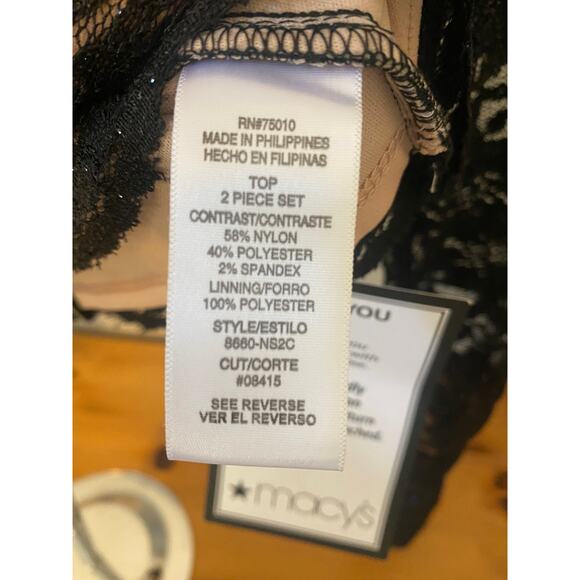 RN#75010
MADE IN PHILIPPINES
HECHO EN FILIPINAS
TOP
2 PIECE SET
CONTRAST/CONTRASTE
58% NYLON
40% POLYESTER
2% SPANDEX
LINNING/FORRO
100% POLYESTER
STYLE/ESTILO
8660-NS2C
CUT/CORTE
#08415
SEE REVERSE
VER EL REVERSO
YOU
macy's